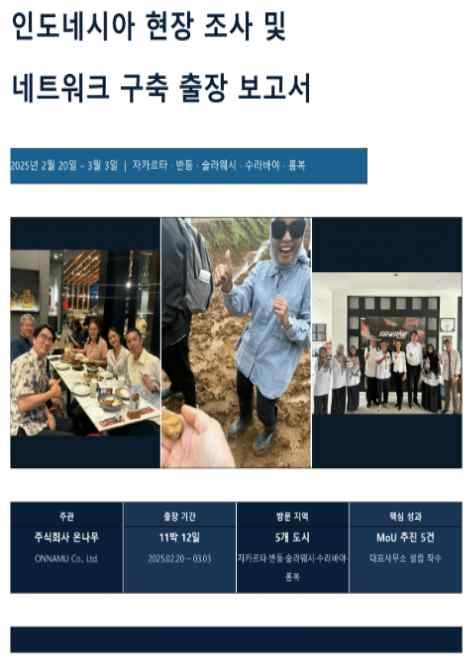 인도네시아 현장 조사 및
네트워크 구축 출장 보고서
2025년 2월 20일 – 3월 3일 | 자카르타 · 반둥 · 술라웨시 · 수라바야 · 롬복
주관
주식회사 온나무
ONNAMU Co., Ltd.
출장 기간
11박 12일
2025.02.20 – 03.03
방문 지역
5개 도시
자카르타·반둥·술라웨시·수라바야·
롬복
핵심 성과
MoU 추진 5건
대표사무소 설립 착수